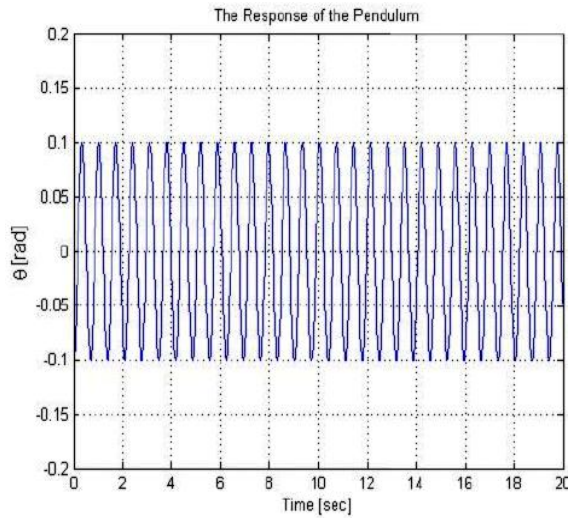 The Response of the Pendulum
0.2
0.15
0.1
0.05
0
-0.05
-0.1
-0.15
-0.2
Θ [rad]
0 2 4 6 8 10 12 14 16 18 20
Time [sec]